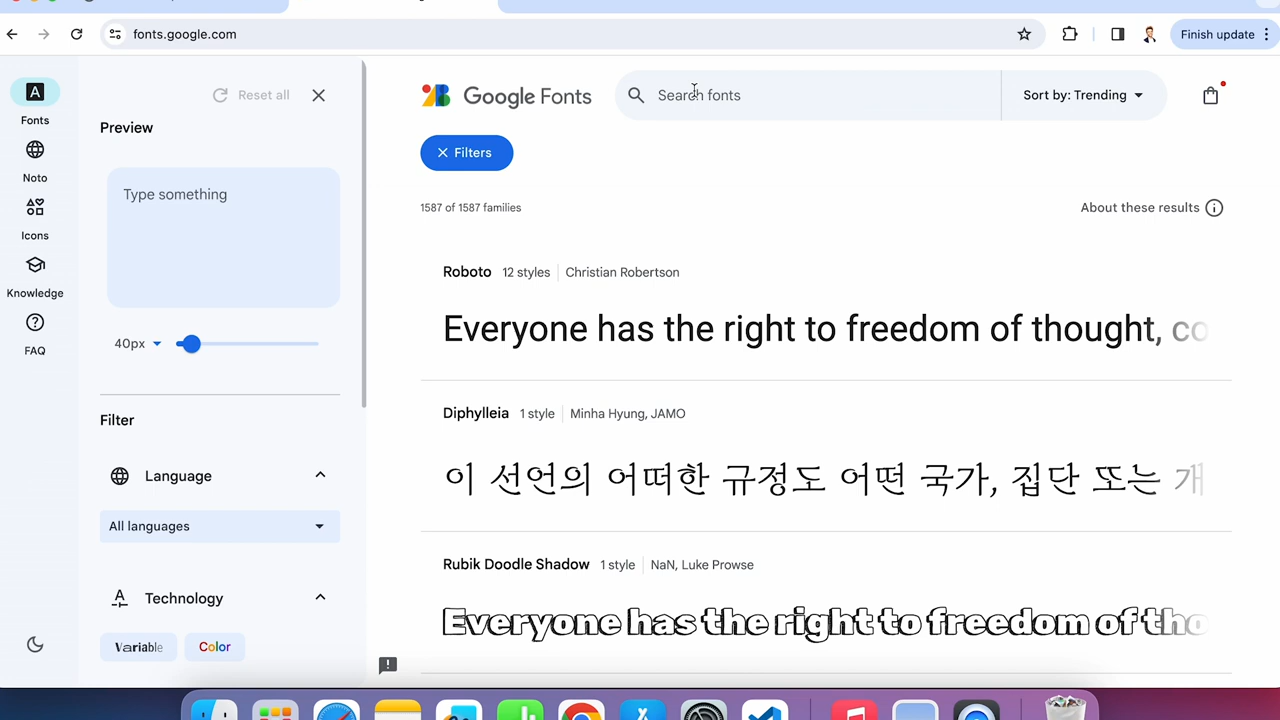 fonts.google.com
Finish update
Fonts
Noto
Icons
Knowledge
FAQ
Reset all
Preview
Type something
40px
Filter
Language
All languages
Technology
Variable
Color
Google Fonts
Search fonts
Sort by: Trending
Filters
1587 of 1587 families
About these results
Roboto 12 styles Christian Robertson
Everyone has the right to freedom of thought, co
Diphylleia 1 style Minha Hyung, JAMO
이 선언의 어떠한 규정도 어떤 국가, 집단 또는 개
Rubik Doodle Shadow 1 style NaN, Luke Prowse
Everyone has the right to freedom of tho